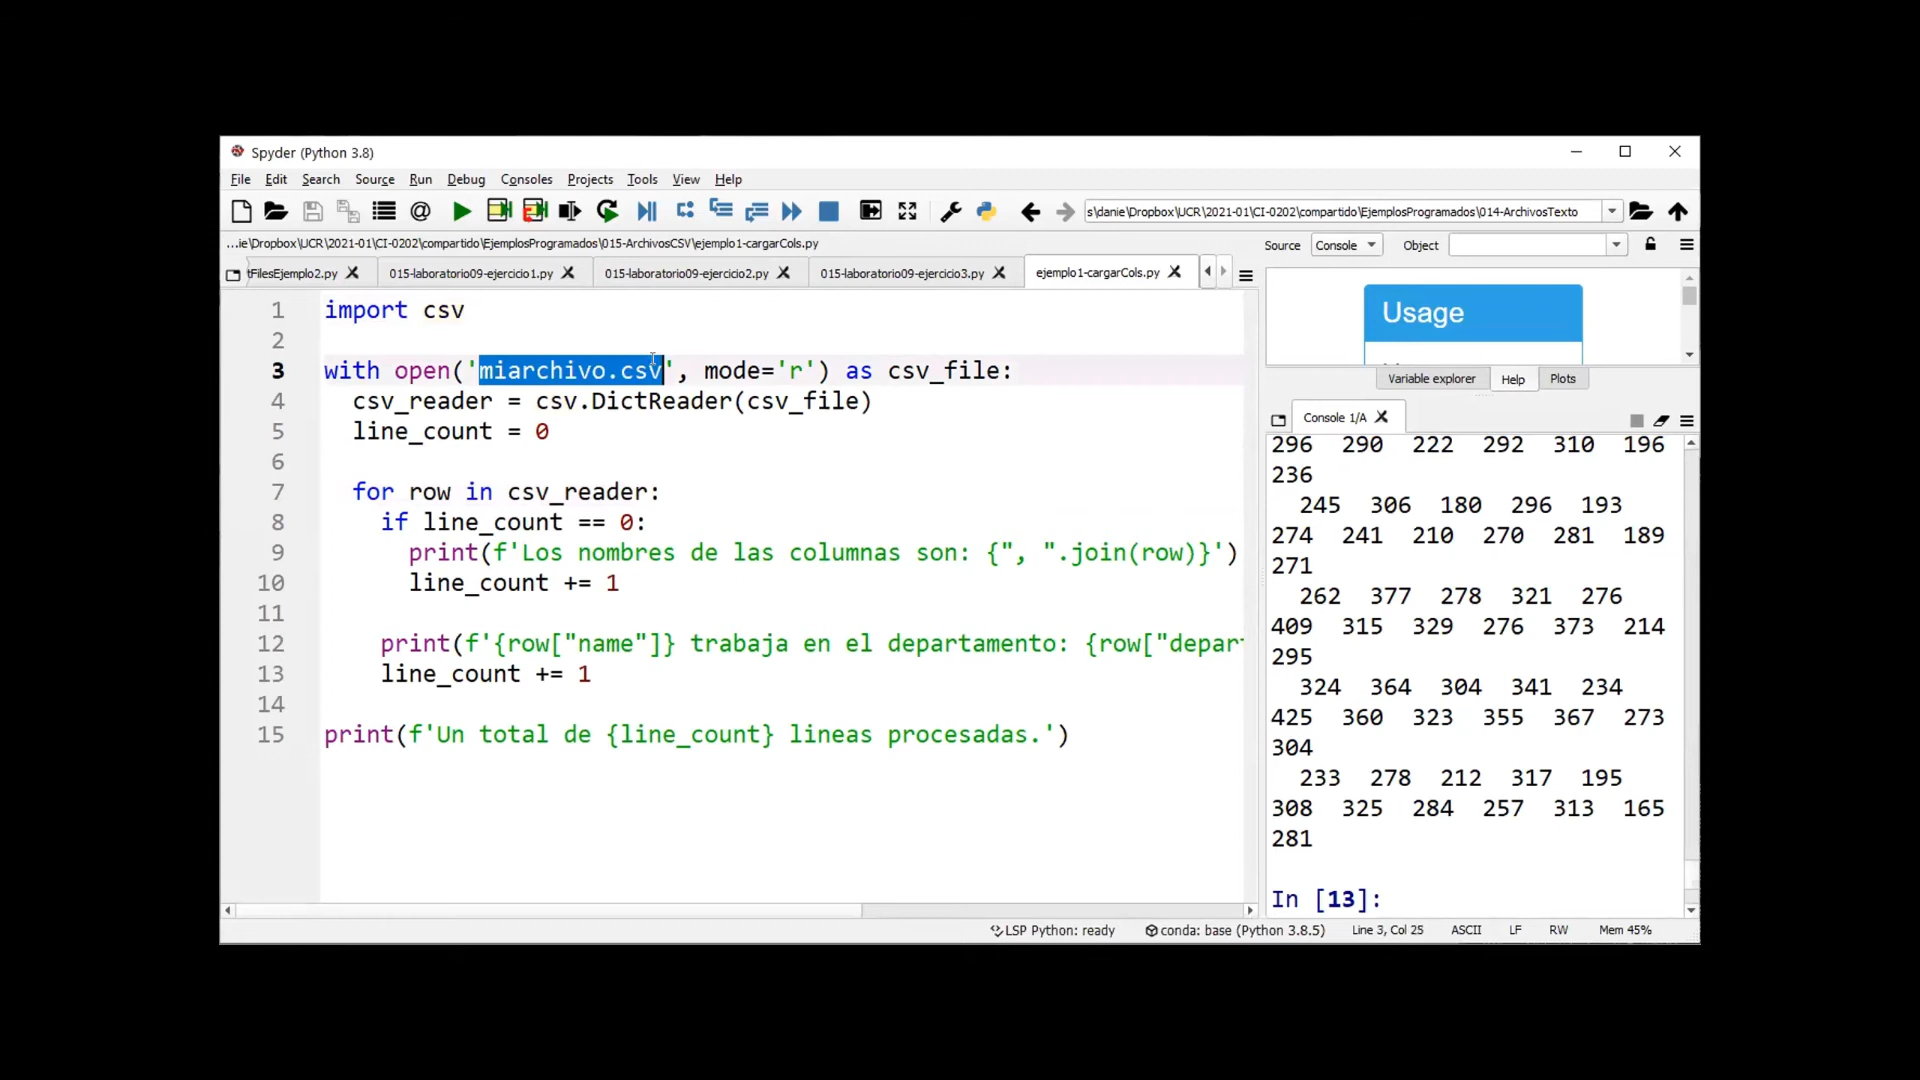 Spyder (Python 3.8)
File Edit Search Source Run Debug Consoles Projects Tools View Help
s\danie\Dropbox\UCR\2021-01\CI-0202\compartido\EjemplosProgramados\014-ArchivosTexto
...ie\Dropbox\UCR\2021-01\CI-0202\compartido\EjemplosProgramados\015-ArchivosCSV\ejemplo1-cargarCols.py
Source Console Object
tFilesEjemplo2.py 015-laboratorio09-ejercicio1.py 015-laboratorio09-ejercicio2.py 015-laboratorio09-ejercicio3.py ejemplo1-cargarCols.py
1 import csv
2
3 with open('miarchivo.csv', mode='r') as csv_file:
4 csv_reader = csv.DictReader(csv_file)
5 line_count = 0
6
7 for row in csv_reader:
8 if line_count == 0:
9 print(f'Los nombres de las columnas son: {", ".join(row)}')
10 line_count += 1
11
12 print(f'{row["name"]} trabaja en el departamento: {row["depar
13 line_count += 1
14
15 print(f'Un total de {line_count} lineas procesadas.')
Usage
Variable explorer Help Plots
Console 1/A
296 290 222 292 310 196
236
245 306 180 296 193
274 241 210 270 281 189
271
262 377 278 321 276
409 315 329 276 373 214
295
324 364 304 341 234
425 360 323 355 367 273
304
233 278 212 317 195
308 325 284 257 313 165
281
In [13]:
LSP Python: ready conda: base (Python 3.8.5) Line 3, Col 25 ASCII LF RW Mem 45%